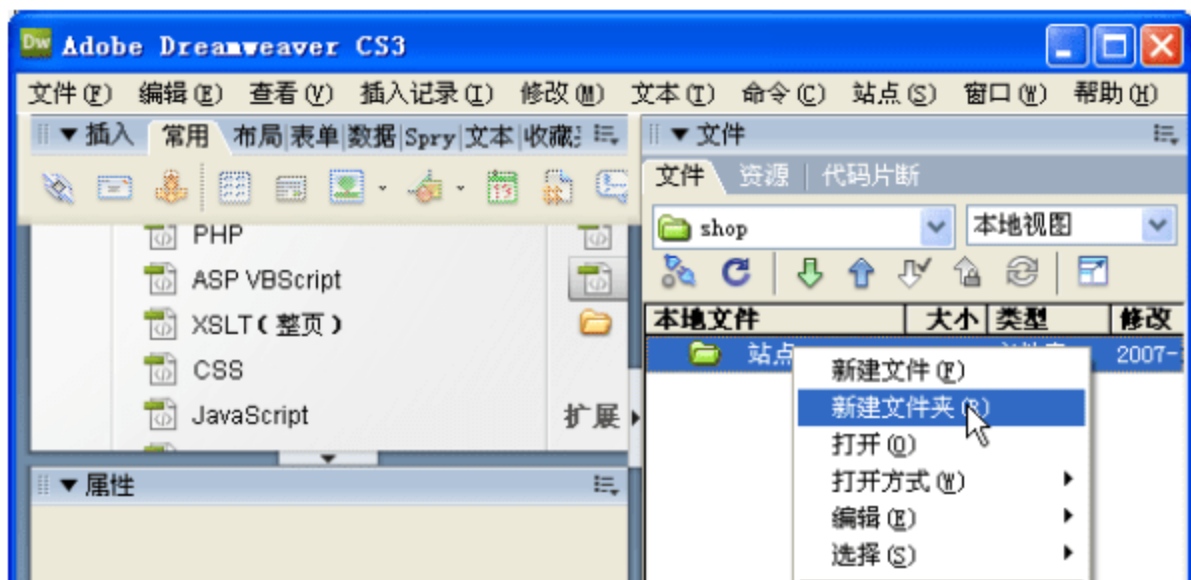 Dw Adobe Dreamweaver CS3
文件(F) 编辑(E) 查看(V) 插入记录(I) 修改(M) 文本(T) 命令(C) 站点(S) 窗口(W) 帮助(H)
▼插入 常用 布局|表单|数据|Spry|文本|收藏
▼文件
文件 资源 | 代码片断
shop 本地视图
PHP
ASP VBScript
XSLT(整页)
CSS
JavaScript
扩展
本地文件 大小 类型 修改
站点 2007-
新建文件(F)
新建文件夹(R)
打开(O)
打开方式(W)
编辑(E)
选择(S)
▼属性